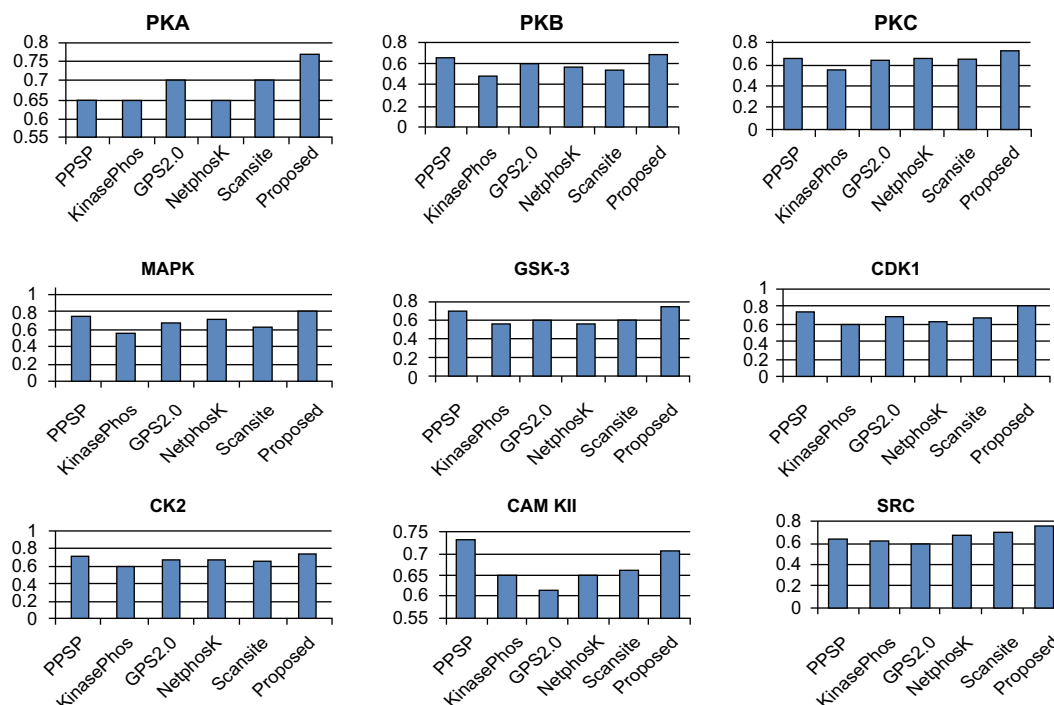 PKA
0.8
0.75
0.7
0.65
0.6
0.55
PPSP
KinasePhos
GPS2.0
NetphosK
Scansite
Proposed
PKB
0.8
0.6
0.4
0.2
0
PPSP
KinasePhos
GPS2.0
NetphosK
Scansite
Proposed
PKC
0.8
0.6
0.4
0.2
0
PPSP
KinasePhos
GPS2.0
NetphosK
Scansite
Proposed
MAPK
1
0.8
0.6
0.4
0.2
0
PPSP
KinasePhos
GPS2.0
NetphosK
Scansite
Proposed
GSK-3
0.8
0.6
0.4
0.2
0
PPSP
KinasePhos
GPS2.0
NetphosK
Scansite
Proposed
CDK1
1
0.8
0.6
0.4
0.2
0
PPSP
KinasePhos
GPS2.0
NetphosK
Scansite
Proposed
CK2
1
0.8
0.6
0.4
0.2
0
PPSP
KinasePhos
GPS2.0
NetphosK
Scansite
Proposed
CAM KII
0.75
0.7
0.65
0.6
0.55
PPSP
KinasePhos
GPS2.0
NetphosK
Scansite
Proposed
SRC
0.8
0.6
0.4
0.2
0
PPSP
KinasePhos
GPS2.0
NetphosK
Scansite
Proposed